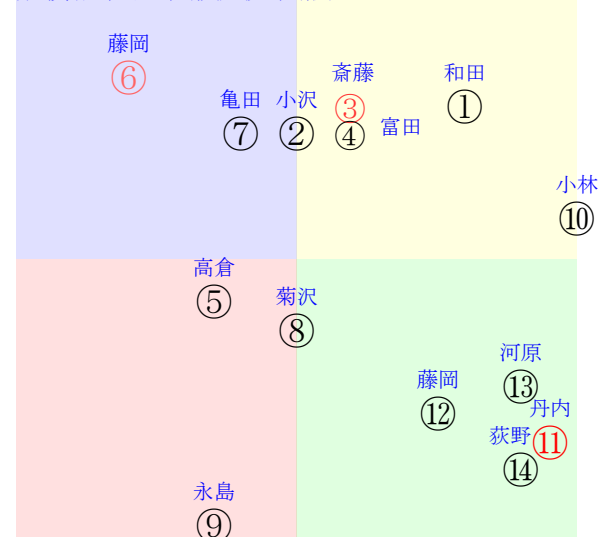 藤岡
⑥
斎藤
③
和田
①
亀田
⑦
小沢
②
④
富田
小林
⑩
高倉
⑤
菊沢
⑧
河原
⑬
藤岡
⑫
丹内
⑪
荻野
⑭
永島
⑨